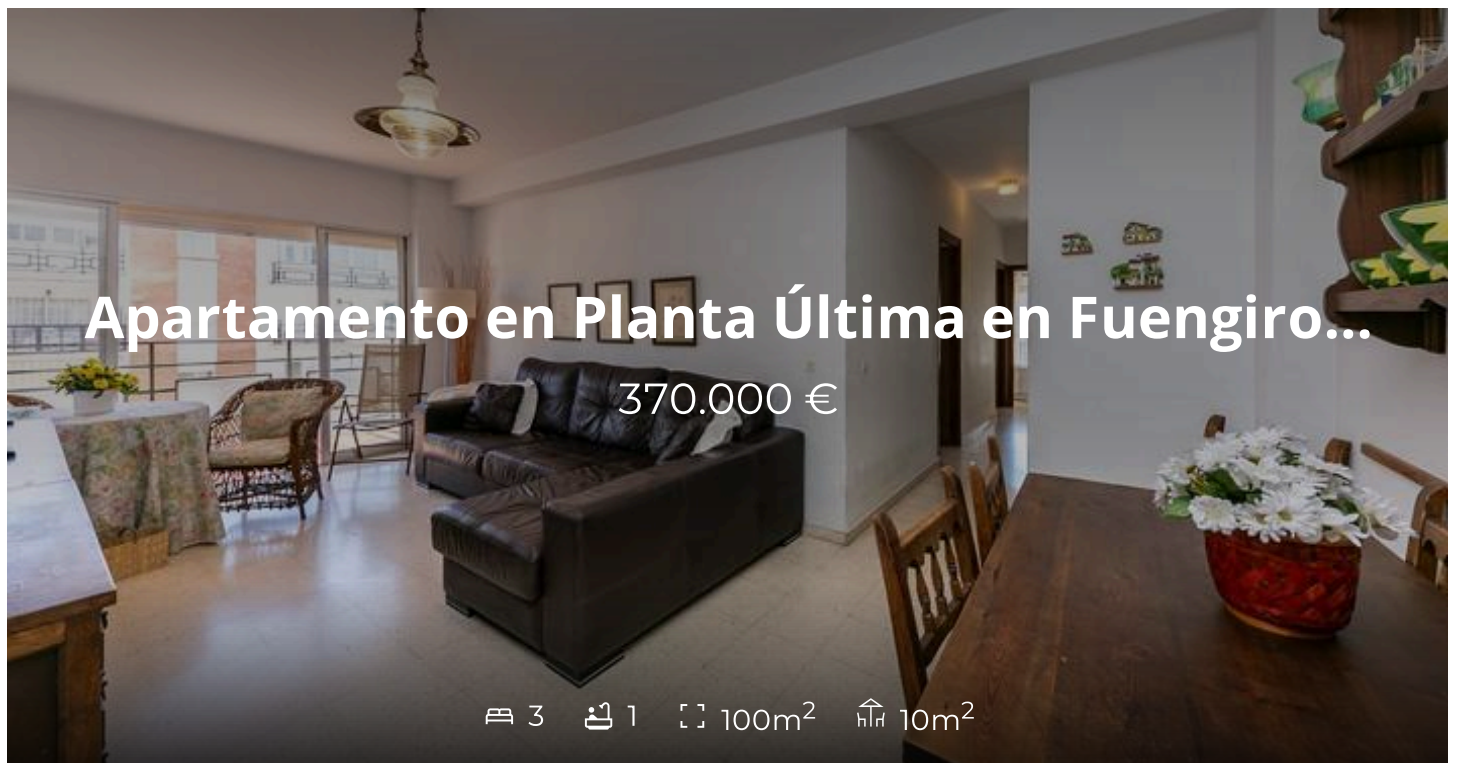 Apartamento en Planta Última en Fuengiro...
370.000 €
3 1 100m² 10m²